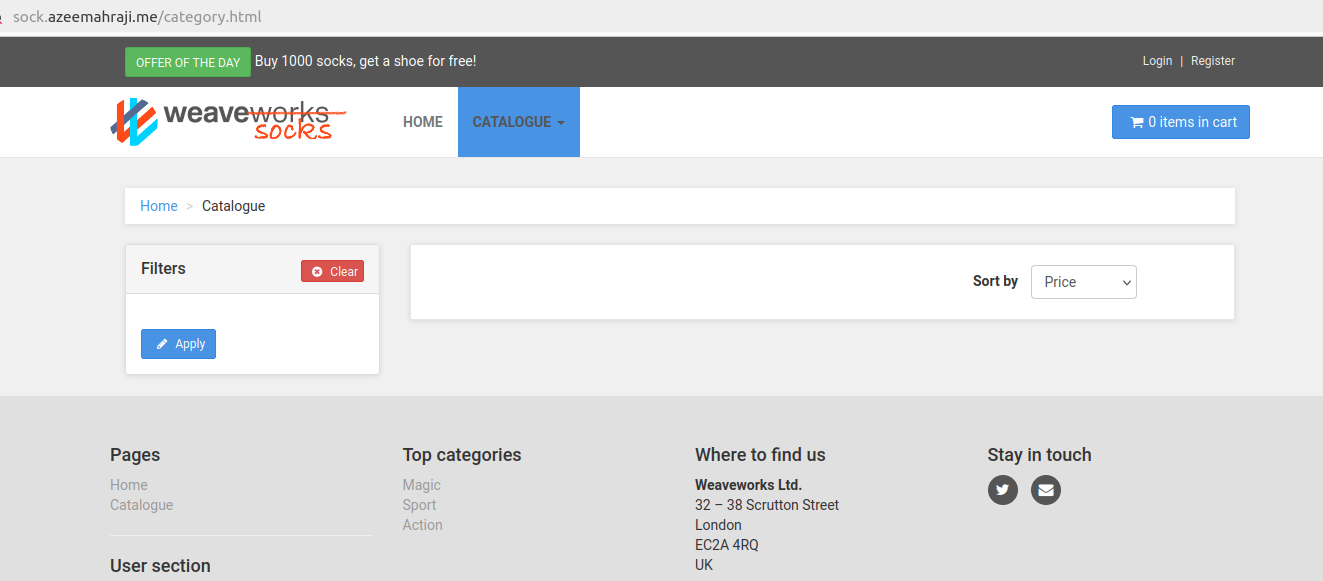 sock.azeemahraji.me/category.html
OFFER OF THE DAY Buy 1000 socks, get a shoe for free!
Login | Register
weaveworks
socks
HOME
CATALOGUE
0 items in cart
Home > Catalogue
Filters
Clear
Apply
Sort by
Price
Pages
Home
Catalogue
User section
Top categories
Magic
Sport
Action
Where to find us
Weaveworks Ltd.
32 – 38 Scrutton Street
London
EC2A 4RQ
UK
Stay in touch